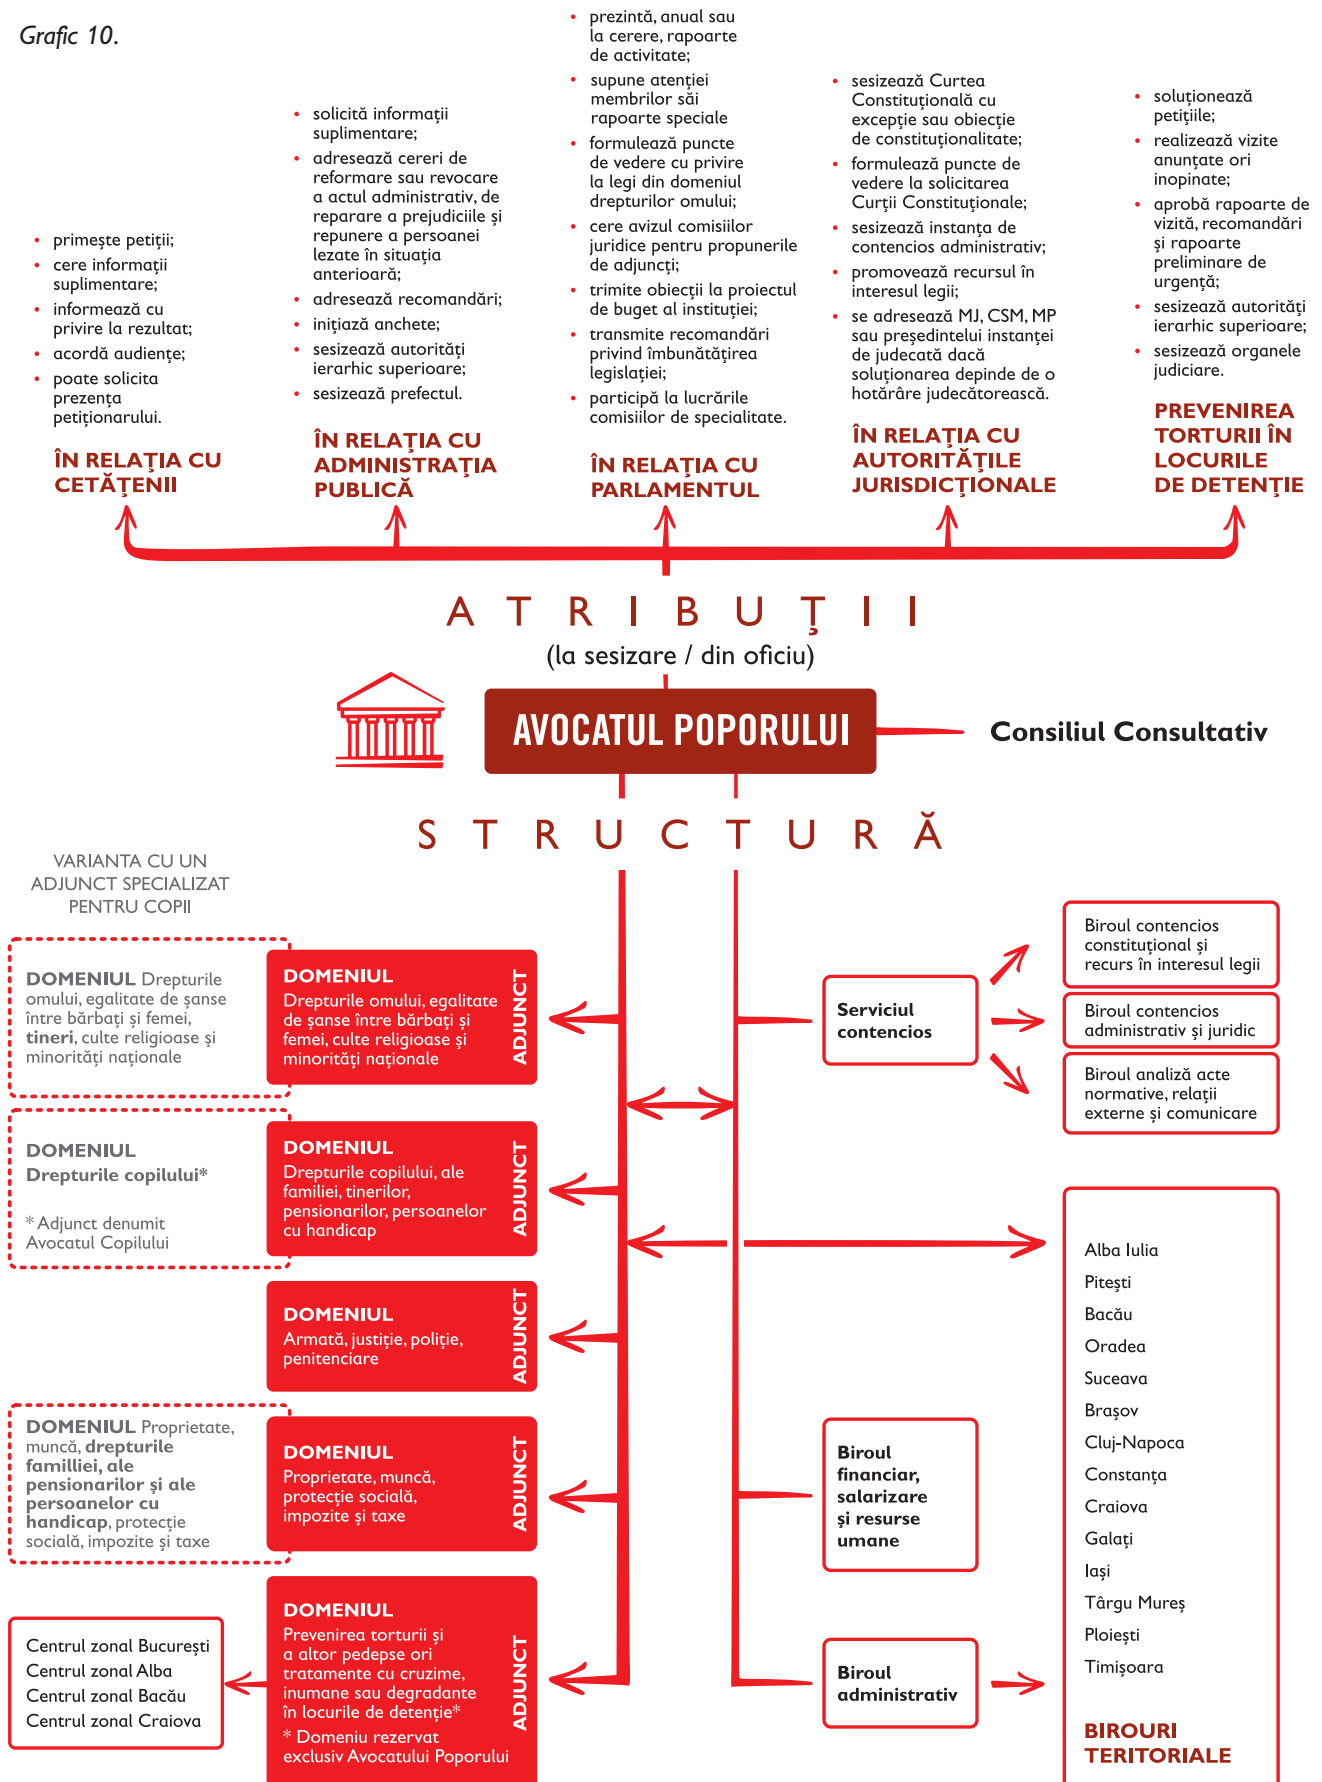 Grafic 10.
• primește petiții;
• cere informații
suplimentare;
• informează cu
privire la rezultat;
• acordă audiențe;
• poate solicita
prezența
petiționarului.
ÎN RELAȚIA CU
CETĂȚENII
• solicită informații
suplimentare;
• adresează cereri de
reformare sau revocare
a actul administrativ, de
reparare a prejudiciile și
repunere a persoanei
lezate în situația
anterioară;
• adresează recomandări;
• inițiază anchete;
• sesizează autorități
ierarhic superioare;
• sesizează prefectul.
ÎN RELAȚIA CU
ADMINISTRAȚIA
PUBLICĂ
• prezintă, anual sau
la cerere, rapoarte
de activitate;
• supune atenției
membrilor săi
rapoarte speciale
• formulează puncte
de vedere cu privire
la legi din domeniul
drepturilor omului;
• cere avizul comisiilor
juridice pentru propunerile
de adjuncți;
• trimite obiecții la proiectul
de buget al instituției;
• transmite recomandări
privind îmbunătățirea
legislației;
• participă la lucrările
comisiilor de specialitate.
ÎN RELAȚIA CU
PARLAMENTUL
• sesizează Curtea
Constituțională cu
excepție sau obiecție
de constituționalitate;
• formulează puncte de
vedere la solicitarea
Curții Constituționale;
• sesizează instanța de
contencios administrativ;
• promovează recursul în
interesul legii;
• se adresează MJ, CSM, MP
sau președintelui instanței
de judecată dacă
soluționarea depinde de o
hotărâre judecătorească.
ÎN RELAȚIA CU
AUTORITĂȚILE
JURISDICȚIONALE
• soluționează
petițiile;
• realizează vizite
anunțate ori
inopinate;
• aprobă rapoarte de
vizită, recomandări
și rapoarte
preliminare de
urgență;
• sesizează autorități
ierarhic superioare;
• sesizează organele
judiciare.
PREVENIREA
TORTURII ÎN
LOCURILE
DE DETENȚIE
ATRIBUȚII
(la sesizare / din oficiu)
AVOCATUL POPORULUI
Consiliul Consultativ
STRUCTURĂ
VARIANTA CU UN
ADJUNCT SPECIALIZAT
PENTRU COPII
DOMENIUL Drepturile
omului, egalitate de șanse
între bărbați și femei,
tineri, culte religioase și
minorități naționale
DOMENIUL
Drepturile omului, egalitate
de șanse între bărbați și
femei, culte religioase și
minorități naționale
ADJUNCT
DOMENIUL
Drepturile copilului*
* Adjunct denumit
Avocatul Copilului
DOMENIUL
Drepturile copilului, ale
familiei, tinerilor,
pensionarilor, persoanelor
cu handicap
ADJUNCT
DOMENIUL
Armată, justiție, poliție,
penitenciare
ADJUNCT
DOMENIUL Proprietate,
muncă, drepturile
familliei, ale
pensionarilor și ale
persoanelor cu
handicap, protecție
socială, impozite și taxe
DOMENIUL
Proprietate, muncă,
protecție socială,
impozite și taxe
ADJUNCT
Centrul zonal București
Centrul zonal Alba
Centrul zonal Bacău
Centrul zonal Craiova
DOMENIUL
Prevenirea torturii și
a altor pedepse ori
tratamente cu cruzime,
inumane sau degradante
în locurile de detenție*
* Domeniu rezervat
exclusiv Avocatului Poporului
ADJUNCT
Serviciul
contencios
Biroul contencios
constituțional și
recurs în interesul legii
Biroul contencios
administrativ și juridic
Biroul analiză acte
normative, relații
externe și comunicare
Biroul
financiar,
salarizare
și resurse
umane
Biroul
administrativ
Alba Iulia
Pitești
Bacău
Oradea
Suceava
Brașov
Cluj-Napoca
Constanța
Craiova
Galați
Iași
Târgu Mureș
Ploiești
Timișoara
BIROURI
TERITORIALE